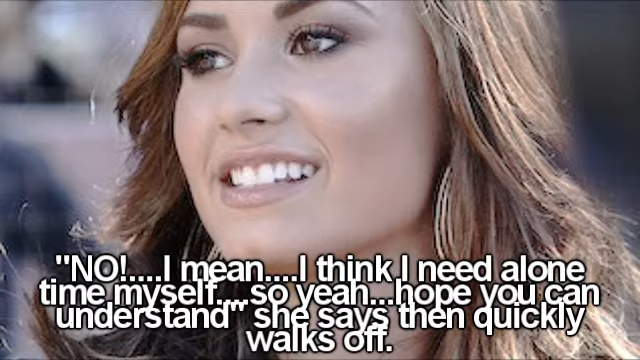 "NO!....I mean....I think I need alone
time myself....so yeah...hope you can
understand" she says then quickly
walks off.